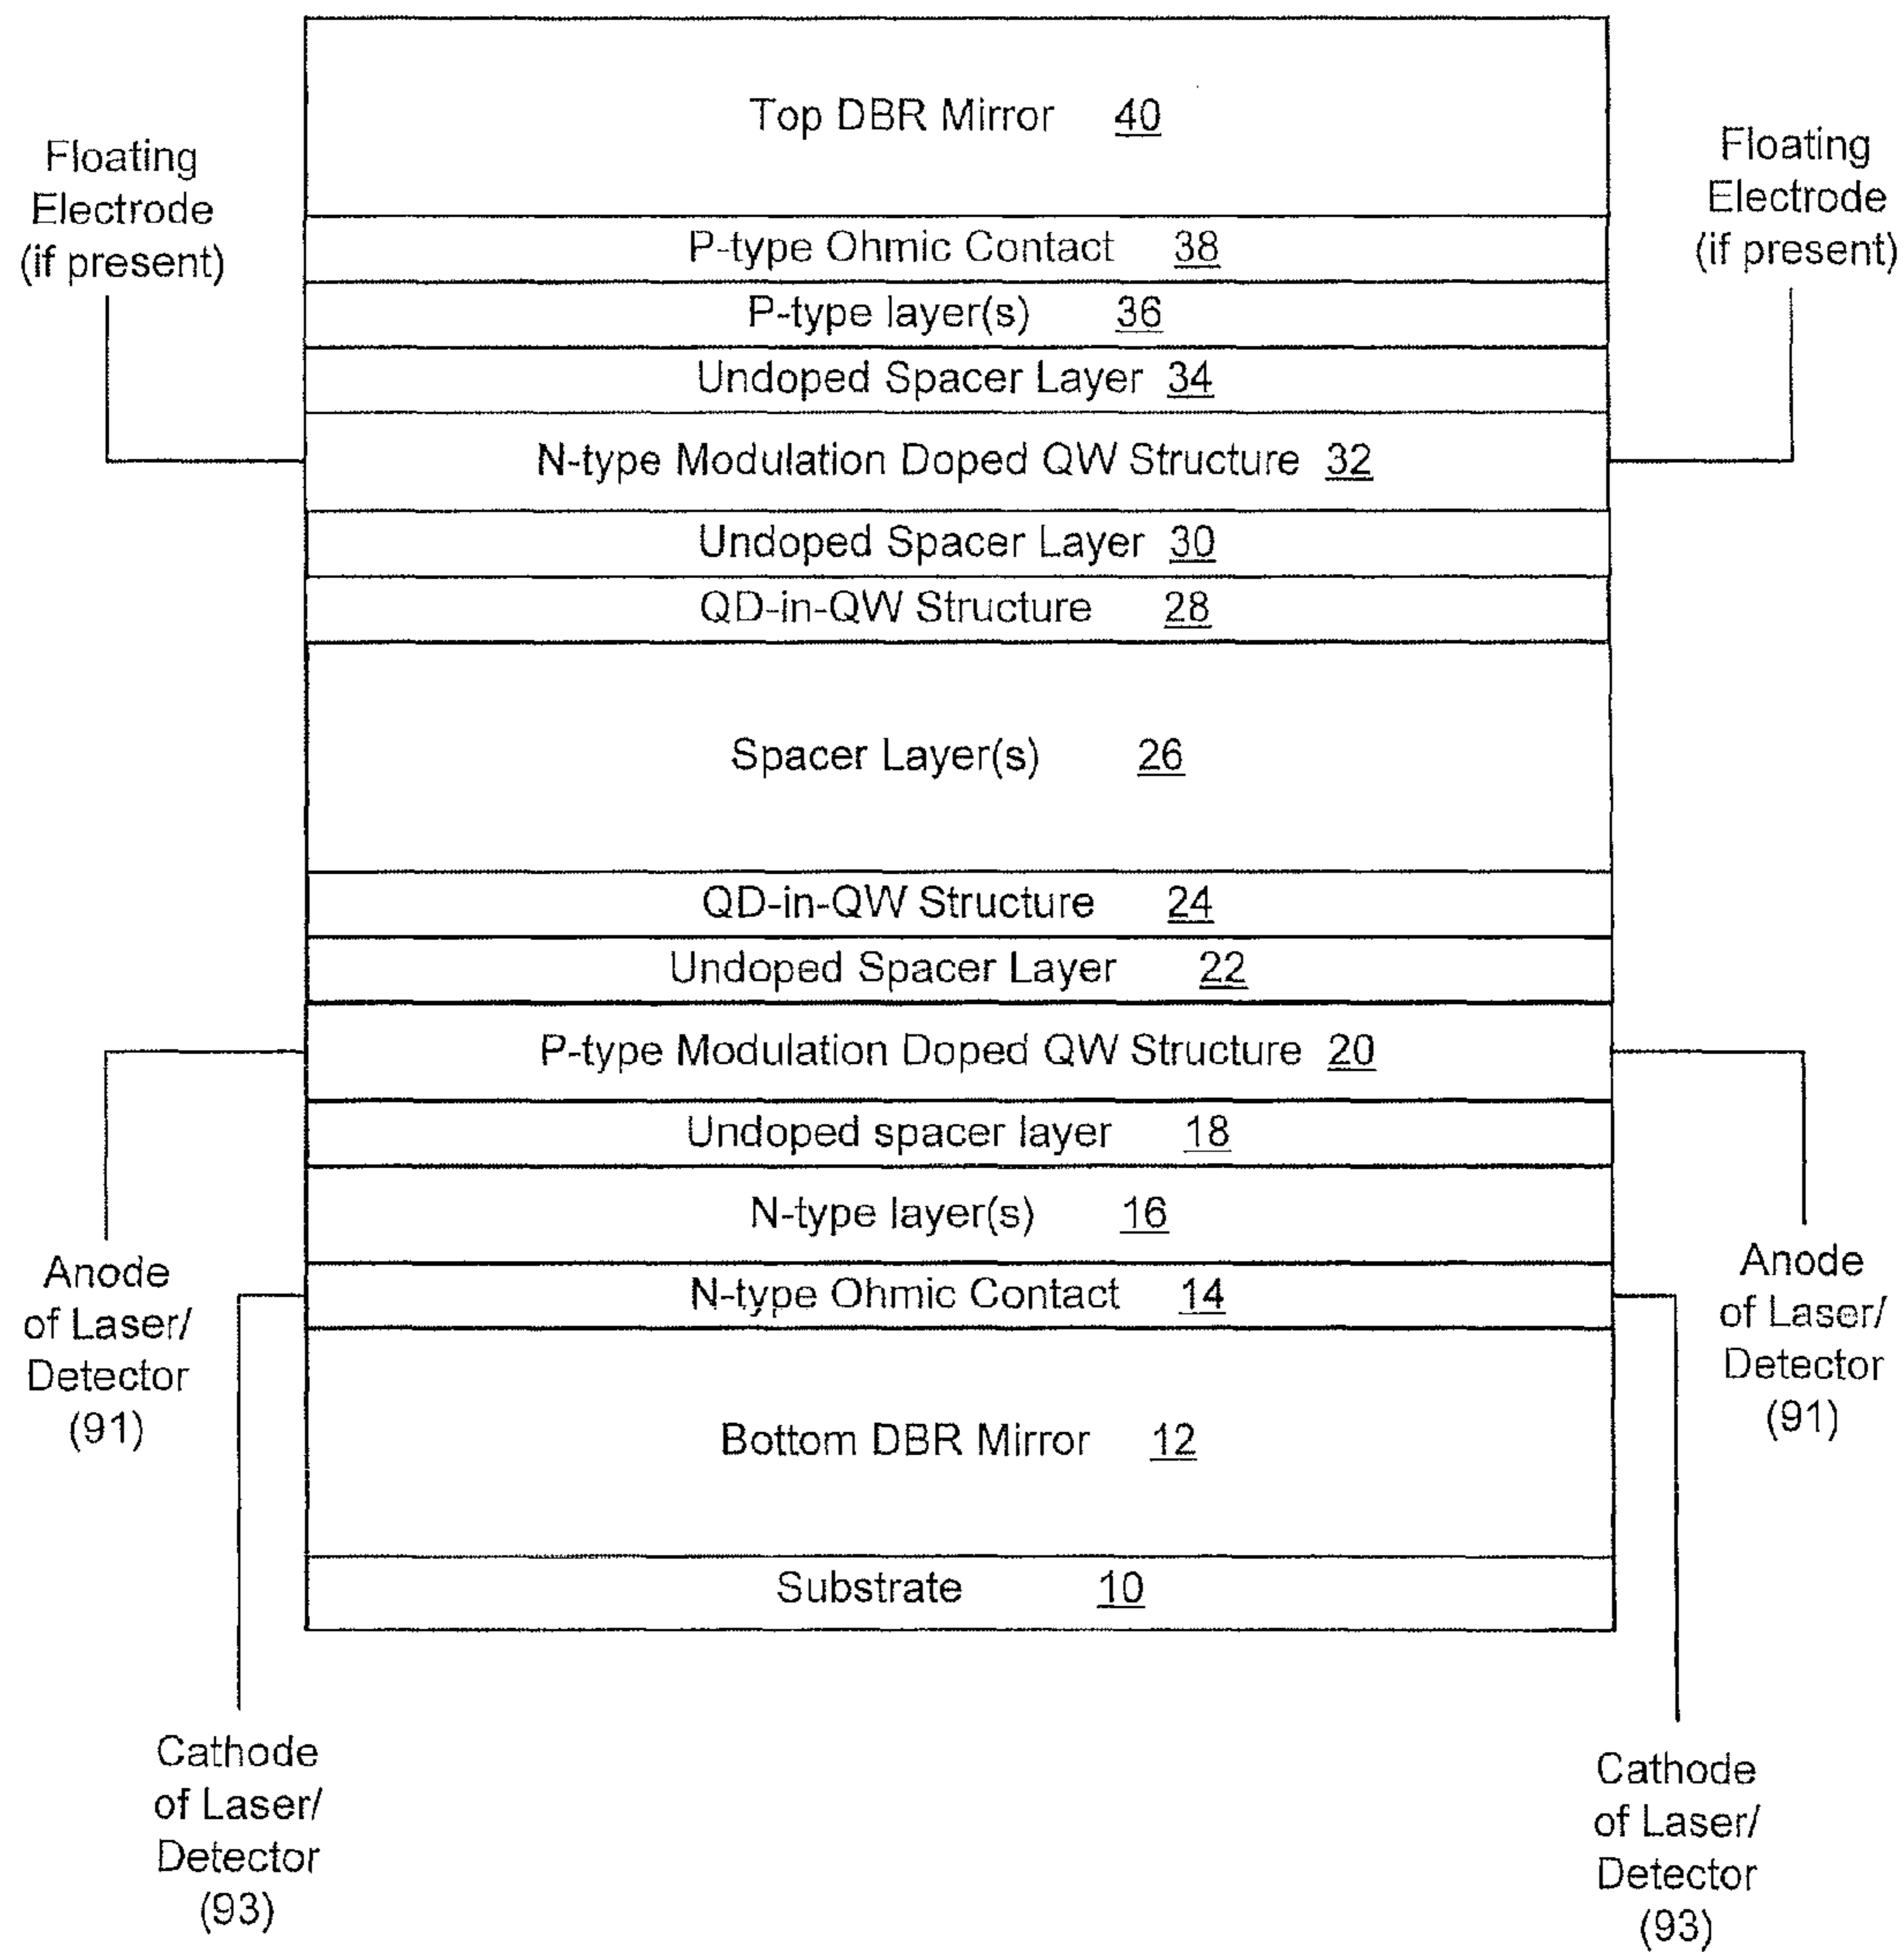 Top DBR Mirror 40
Floating
Electrode
(if present)
Floating
Electrode
(if present)
P-type Ohmic Contact 38
P-type layer(s) 36
Undoped Spacer Layer 34
N-type Modulation Doped QW Structure 32
Undoped Spacer Layer 30
QD-in-QW Structure 28
Spacer Layer(s) 26
QD-in-QW Structure 24
Undoped Spacer Layer 22
P-type Modulation Doped QW Structure 20
Undoped spacer layer 18
N-type layer(s) 16
N-type Ohmic Contact 14
Anode
of Laser/
Detector
(91)
Anode
of Laser/
Detector
(91)
Bottom DBR Mirror 12
Substrate 10
Cathode
of Laser/
Detector
(93)
Cathode
of Laser/
Detector
(93)